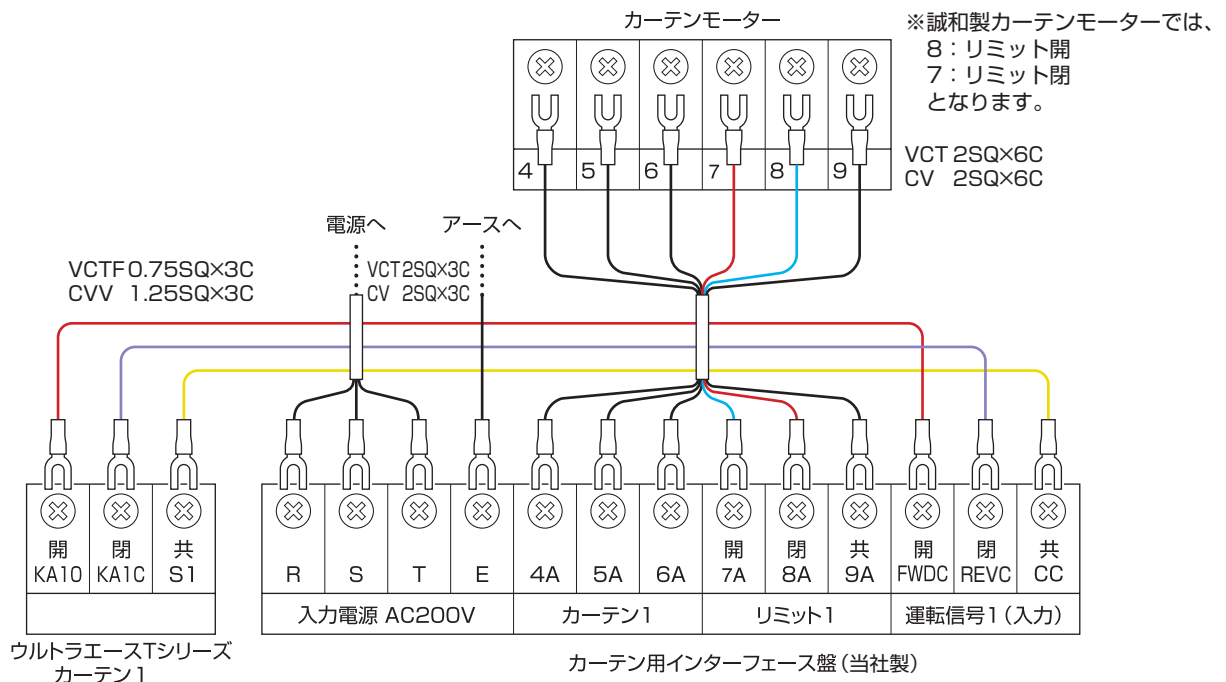 カーテンモーター
※誠和製カーテンモーターでは、
8：リミット開
7：リミット閉
となります。
4 5 6 7 8 9
VCT 2SQ×6C
CV 2SQ×6C
電源へ
アースへ
VCTF 0.75SQ×3C
CVV 1.25SQ×3C
VCT 2SQ×3C
CV 2SQ×3C
開 閉 共
KA1O KA1C S1
ウルトラエースTシリーズ
カーテン1
開 閉 共 開 閉 共
R S T E 4A 5A 6A 7A 8A 9A FWDC REVC CC
入力電源 AC200V カーテン1 リミット1 運転信号1（入力）
カーテン用インターフェース盤（当社製）